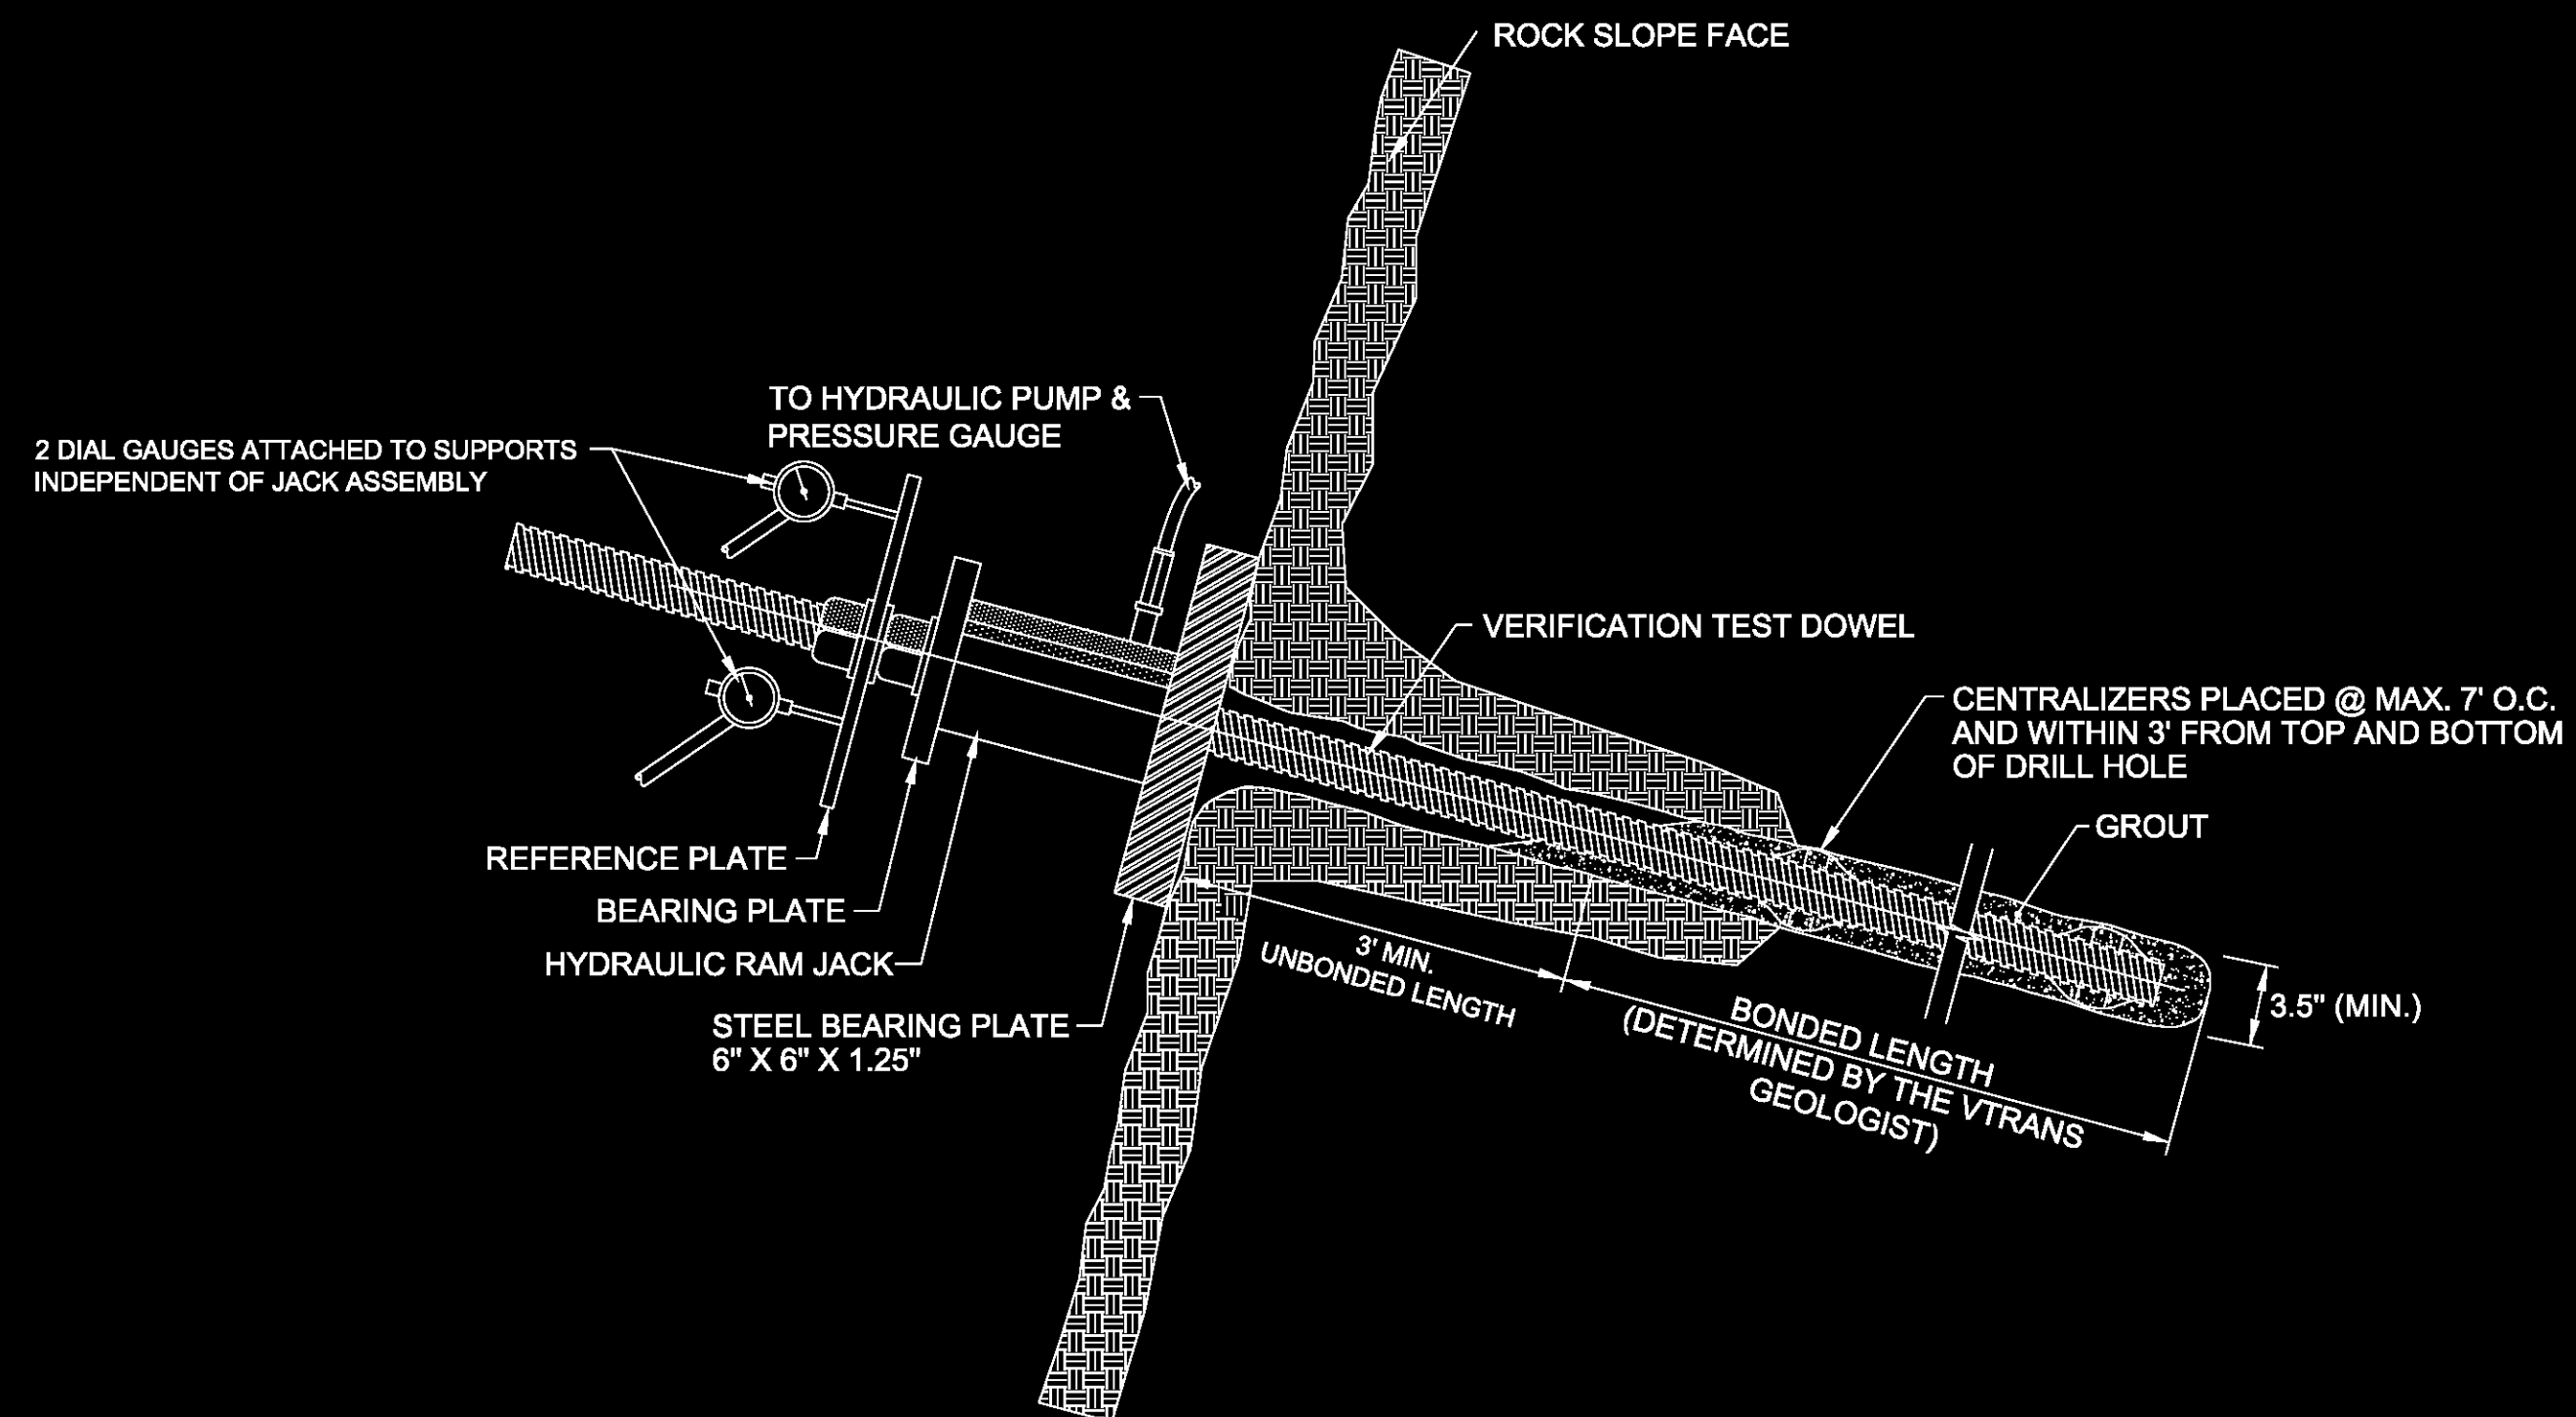 ROCK SLOPE FACE
TO HYDRAULIC PUMP &
PRESSURE GAUGE
2 DIAL GAUGES ATTACHED TO SUPPORTS
INDEPENDENT OF JACK ASSEMBLY
VERIFICATION TEST DOWEL
CENTRALIZERS PLACED @ MAX. 7' O.C.
AND WITHIN 3' FROM TOP AND BOTTOM
OF DRILL HOLE
GROUT
REFERENCE PLATE
BEARING PLATE
HYDRAULIC RAM JACK
STEEL BEARING PLATE
6" X 6" X 1.25"
3' MIN.
UNBONDED LENGTH
BONDED LENGTH
(DETERMINED BY THE VTRANS
GEOLOGIST)
3.5" (MIN.)